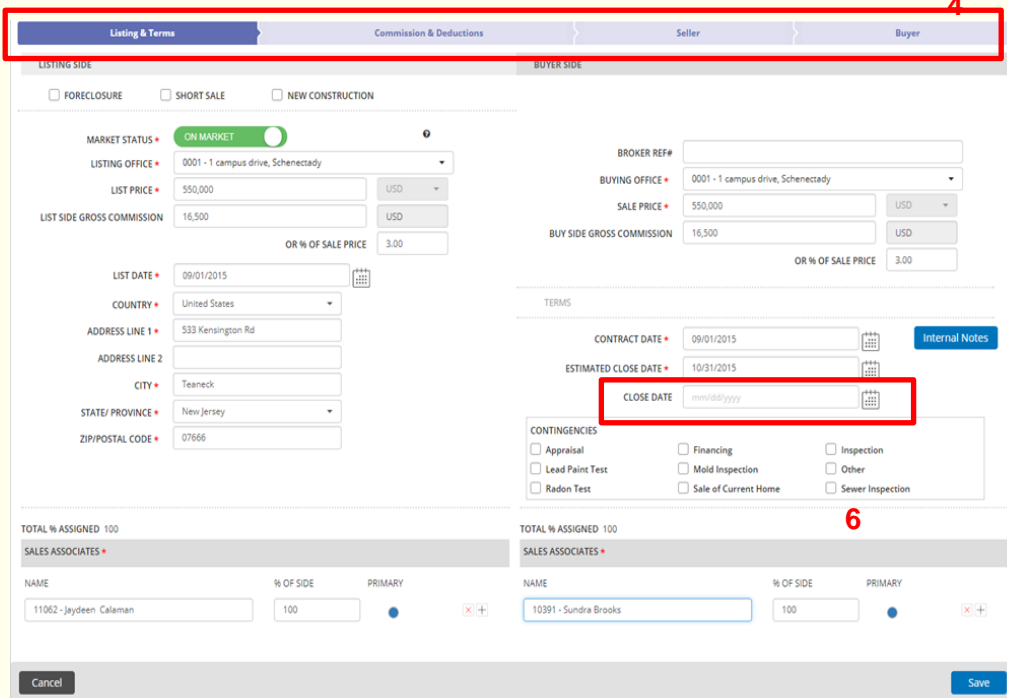 4
Listing & Terms Commission & Deductions Seller Buyer
LISTING SIDE
FORECLOSURE SHORT SALE NEW CONSTRUCTION
MARKET STATUS * ON MARKET
LISTING OFFICE * 0001 - 1 campus drive, Schenectady
LIST PRICE * 550,000 USD
LIST SIDE GROSS COMMISSION 16,500 USD
OR % OF SALE PRICE 3.00
LIST DATE * 09/01/2015
COUNTRY * United States
ADDRESS LINE 1 * 533 Kensington Rd
ADDRESS LINE 2
CITY * Teaneck
STATE/ PROVINCE * New Jersey
ZIP/POSTAL CODE * 07666
TOTAL % ASSIGNED 100
SALES ASSOCIATES *
NAME % OF SIDE PRIMARY
11062 - Jaydeen Calaman 100
BUYER SIDE
BROKER REF#
BUYING OFFICE * 0001 - 1 campus drive, Schenectady
SALE PRICE * 550,000 USD
BUY SIDE GROSS COMMISSION 16,500 USD
OR % OF SALE PRICE 3.00
TERMS
CONTRACT DATE * 09/01/2015 Internal Notes
ESTIMATED CLOSE DATE * 10/31/2015
CLOSE DATE mm/dd/yyyy
CONTINGENCIES
Appraisal Financing Inspection
Lead Paint Test Mold Inspection Other
Radon Test Sale of Current Home Sewer Inspection
6
TOTAL % ASSIGNED 100
SALES ASSOCIATES *
NAME % OF SIDE PRIMARY
10391 - Sundra Brooks 100
Cancel Save